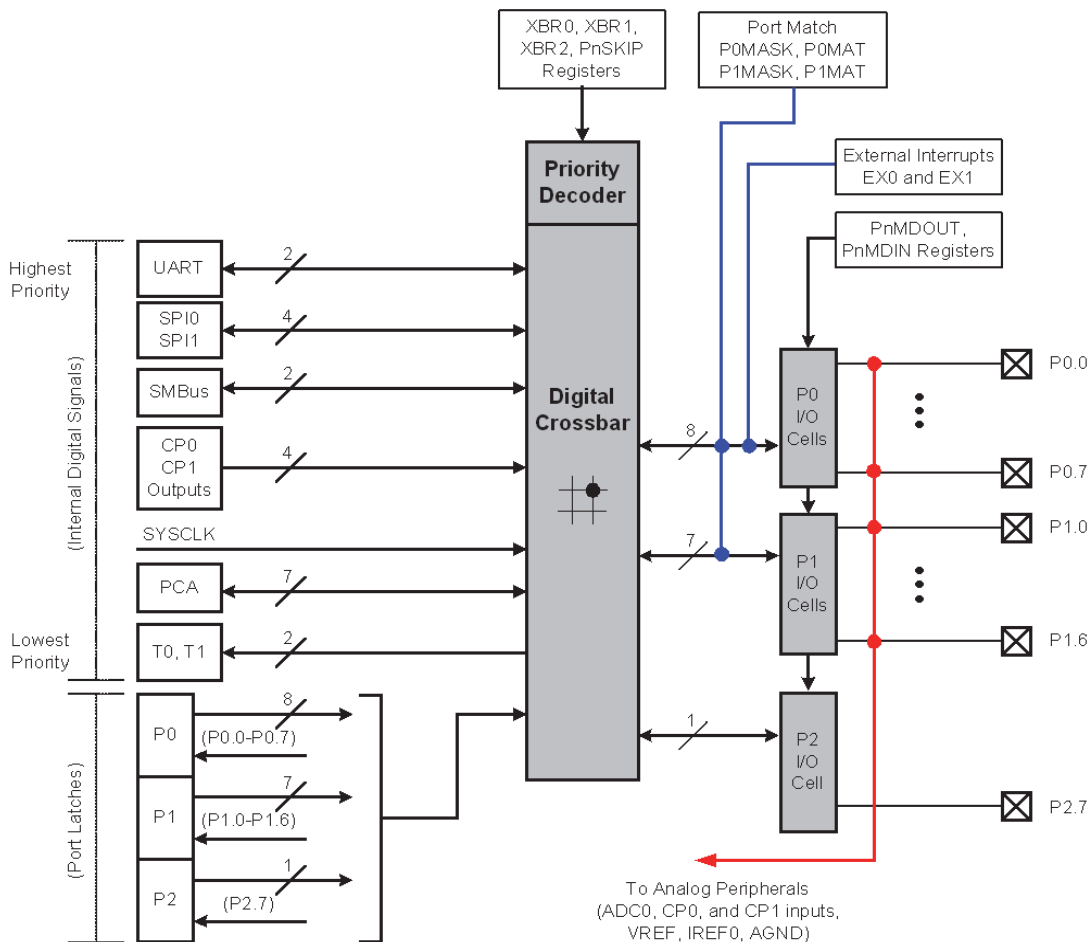 XBR0, XBR1,
XBR2, PnSKIP
Registers
Port Match
P0MASK, P0MAT
P1MASK, P1MAT
External Interrupts
EX0 and EX1
Priority
Decoder
PnMDOUT,
PnMDIN Registers
Highest
Priority
UART
2
SPI0
SPI1
4
SMBus
2
Digital
Crossbar
CP0
CP1
Outputs
4
SYSCLK
PCA
7
Lowest
Priority
T0, T1
2
(Internal Digital Signals)
8
P0
I/O
Cells
P0.0
P0.7
7
P1
I/O
Cells
P1.0
P1.6
1
P2
I/O
Cell
P2.7
(Port Latches)
P0
8
(P0.0-P0.7)
P1
7
(P1.0-P1.6)
P2
1
(P2.7)
To Analog Peripherals
(ADC0, CP0, and CP1 inputs,
VREF, IREF0, AGND)